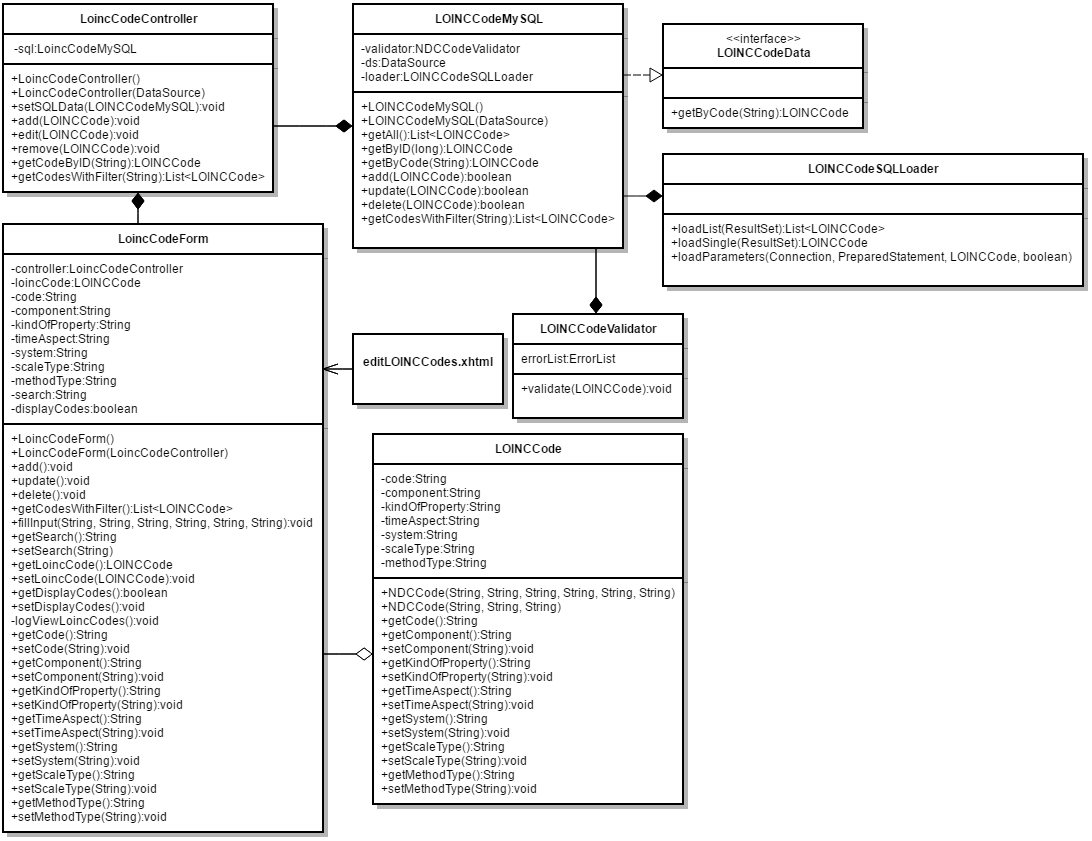 LoincCodeController
-sql:LoincCodeMySQL
+LoincCodeController()
+LoincCodeController(DataSource)
+setSQLData(LOINCCodeMySQL):void
+add(LOINCCode):void
+edit(LOINCCode):void
+remove(LOINCCode):void
+getCodeByID(String):LOINCCode
+getCodesWithFilter(String):List<LOINCCode>
LOINCCodeMySQL
-validator:NDCCodeValidator
-ds:DataSource
-loader:LOINCCodeSQLLoader
+LOINCCodeMySQL()
+LOINCCodeMySQL(DataSource)
+getAll():List<LOINCCode>
+getByID(long):LOINCCode
+getByCode(String):LOINCCode
+add(LOINCCode):boolean
+update(LOINCCode):boolean
+delete(LOINCCode):boolean
+getCodesWithFilter(String):List<LOINCCode>
<<interface>>
LOINCCodeData
+getByCode(String):LOINCCode
LOINCCodeSQLLoader
+loadList(ResultSet):List<LOINCCode>
+loadSingle(ResultSet):LOINCCode
+loadParameters(Connection, PreparedStatement, LOINCCode, boolean)
LoincCodeForm
-controller:LoincCodeController
-loincCode:LOINCCode
-code:String
-component:String
-kindOfProperty:String
-timeAspect:String
-system:String
-scaleType:String
-methodType:String
-search:String
-displayCodes:boolean
+LoincCodeForm()
+LoincCodeForm(LoincCodeController)
+add():void
+update():void
+delete():void
+getCodesWithFilter():List<LOINCCode>
+fillInput(String, String, String, String, String, String):void
+getSearch():String
+setSearch(String)
+getLoincCode():LOINCCode
+setLoincCode(LOINCCode):void
+getDisplayCodes():boolean
+setDisplayCodes():void
-logViewLoincCodes():void
+getCode():String
+setCode(String):void
+getComponent():String
+setComponent(String):void
+getKindOfProperty():String
+setKindOfProperty(String):void
+getTimeAspect():String
+setTimeAspect(String):void
+getSystem():String
+setSystem(String):void
+getScaleType():String
+setScaleType(String):void
+getMethodType():String
+setMethodType(String):void
editLOINCCodes.xhtml
LOINCCodeValidator
errorList:ErrorList
+validate(LOINCCode):void
LOINCCode
-code:String
-component:String
-kindOfProperty:String
-timeAspect:String
-system:String
-scaleType:String
-methodType:String
+NDCCode(String, String, String, String, String, String)
+NDCCode(String, String, String)
+getCode():String
+getComponent():String
+setComponent(String):void
+getKindOfProperty():String
+setKindOfProperty(String):void
+getTimeAspect():String
+setTimeAspect(String):void
+getSystem():String
+setSystem(String):void
+getScaleType():String
+setScaleType(String):void
+getMethodType():String
+setMethodType(String):void